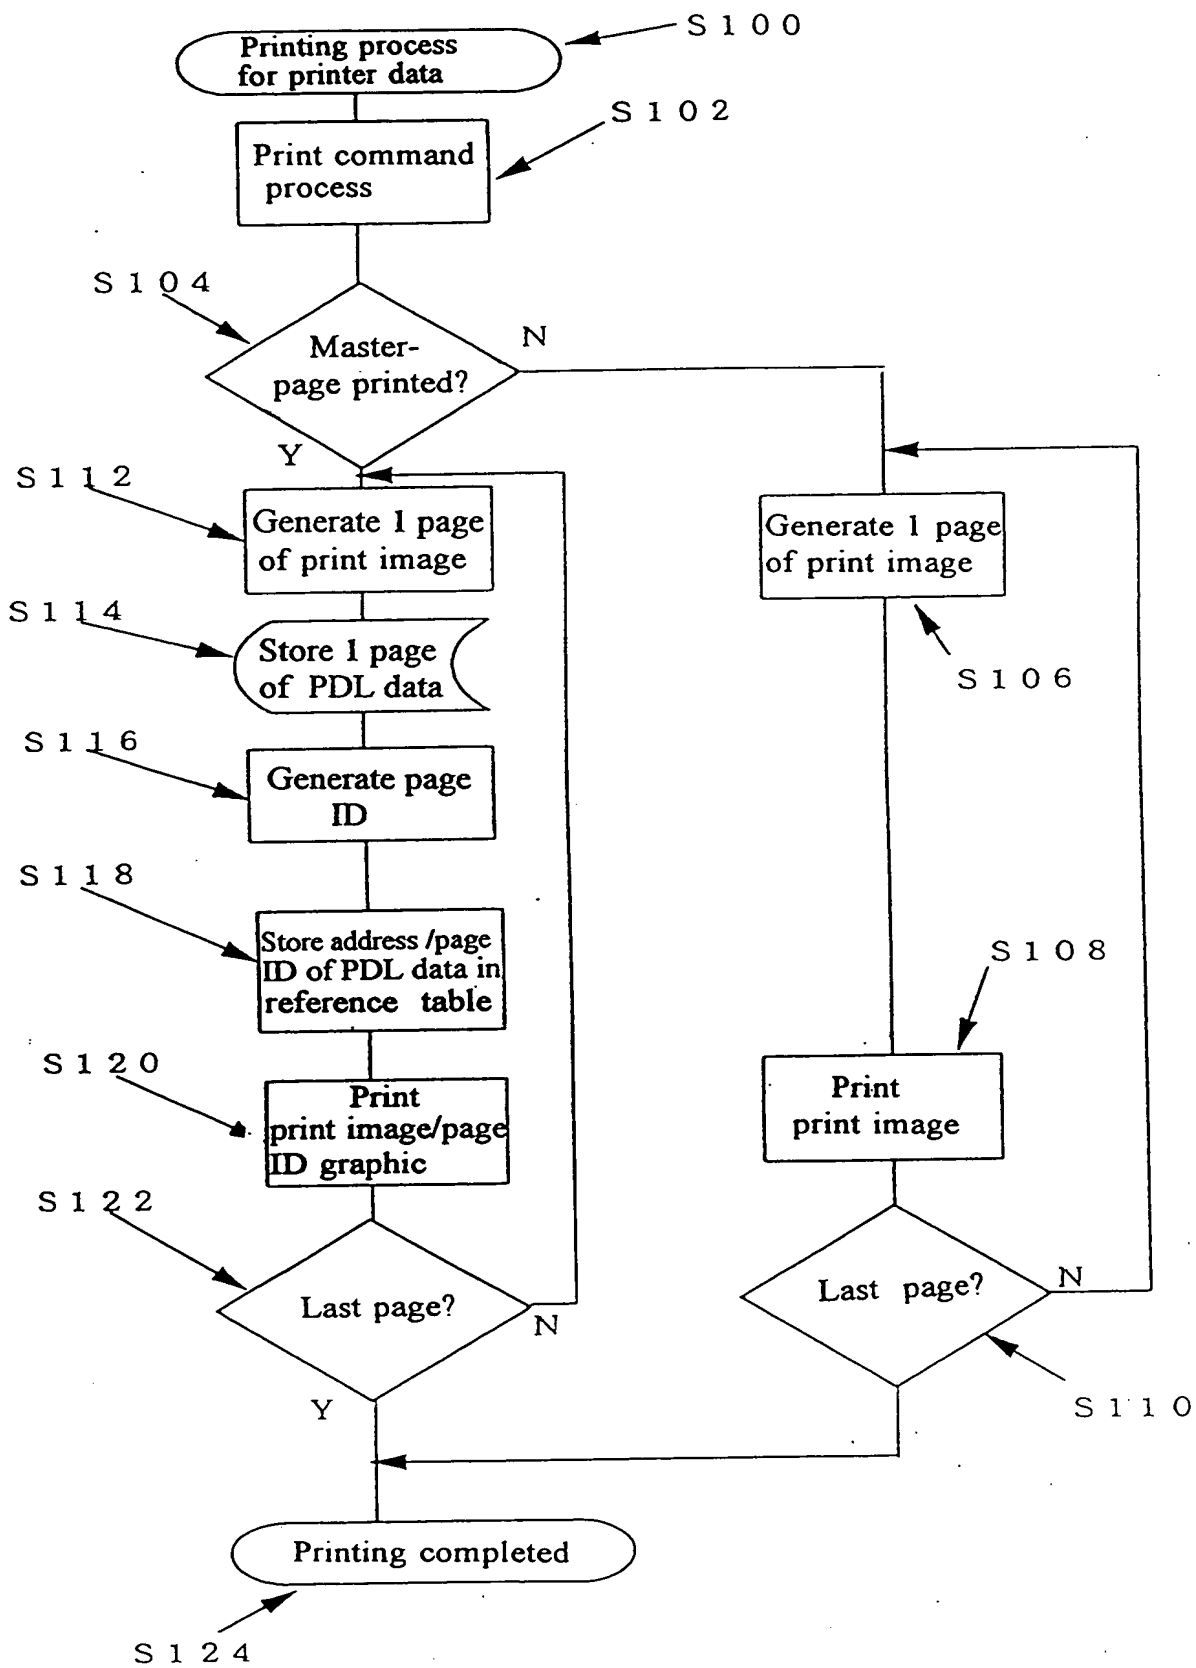 S100
Printing process
for printer data
S102
Print command
process
S104
N
Master-
page printed?
Y
S112
Generate 1 page
of print image
Generate 1 page
of print image
S114
Store 1 page
of PDL data
S106
S116
Generate page
ID
S118
Store address /page
ID of PDL data in
reference table
S108
S120
Print
print image/page
ID graphic
Print
print image
S122
Last page?
N
Last page?
N
Y
S110
Printing completed
S124